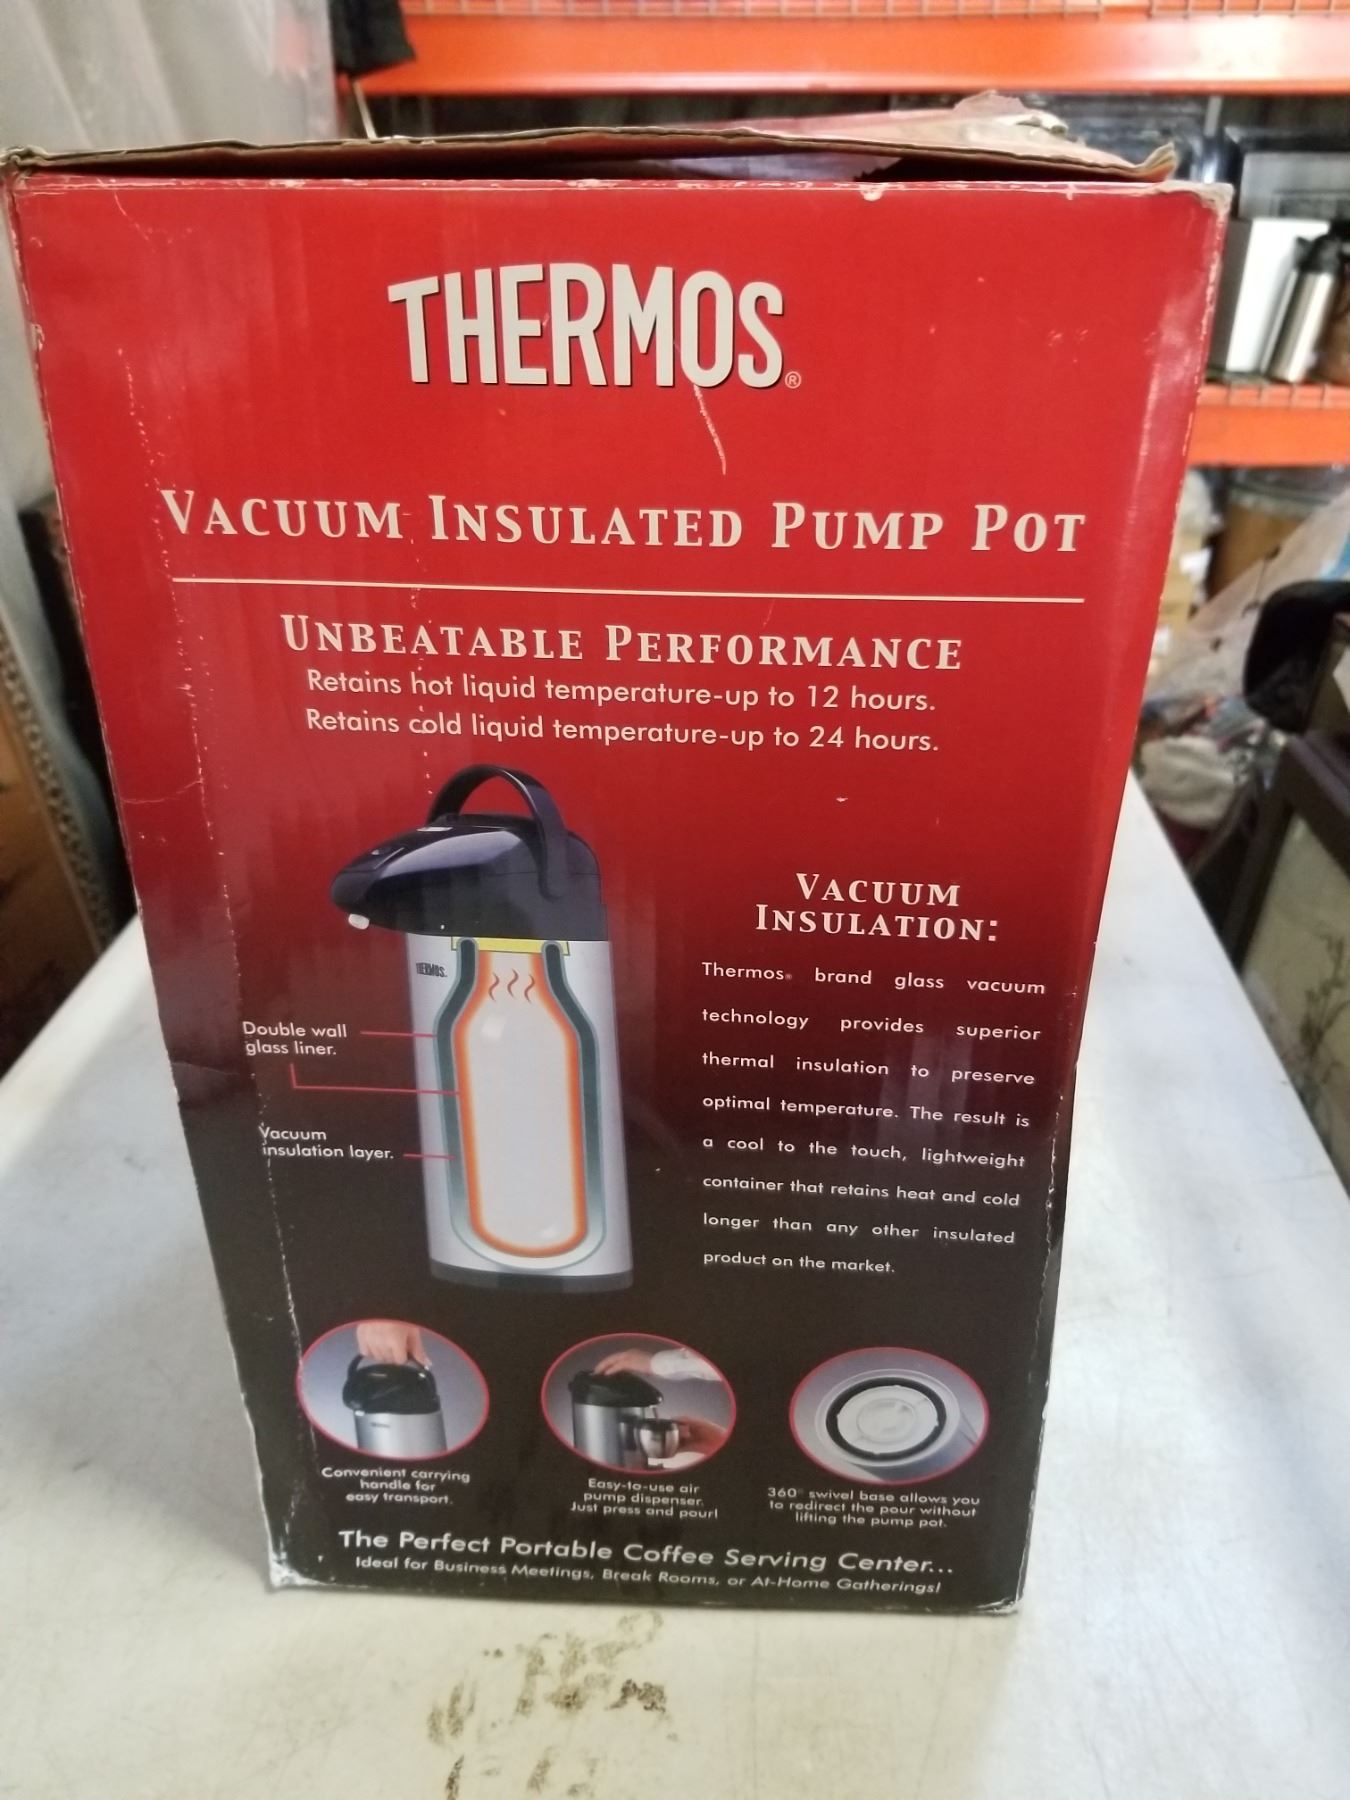 THERMOS®
VACUUM INSULATED PUMP POT
UNBEATABLE PERFORMANCE
Retains hot liquid temperature-up to 12 hours.
Retains cold liquid temperature-up to 24 hours.
THERMOS.
Double wall
glass liner.
Vacuum
insulation layer.
VACUUM
INSULATION:
Thermos® brand glass vacuum
technology provides superior
thermal insulation to preserve
optimal temperature. The result is
a cool to the touch, lightweight
container that retains heat and cold
longer than any other insulated
product on the market.
Convenient carrying
handle for
easy transport.
Easy-to-use air
pump dispenser.
Just press and pour!
360° swivel base allows you
to redirect the pour without
lifting the pump pot.
The Perfect Portable Coffee Serving Center...
Ideal for Business Meetings, Break Rooms, or At-Home Gatherings!